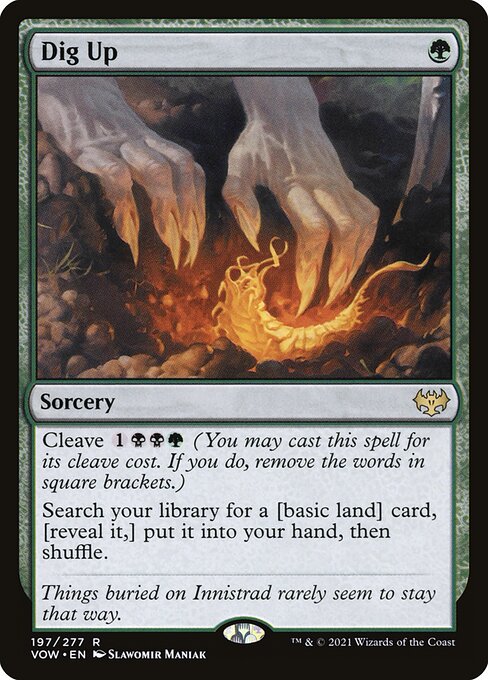 Dig Up
Sorcery
Cleave 1 (You may cast this spell for
its cleave cost. If you do, remove the words in
square brackets.)
Search your library for a [basic land] card,
[reveal it,] put it into your hand, then
shuffle.
Things buried on Innistrad rarely seem to stay
that way.
197/277 R
VOW • EN SLAWOMIR MANIAK
™ & © 2021 Wizards of the Coast